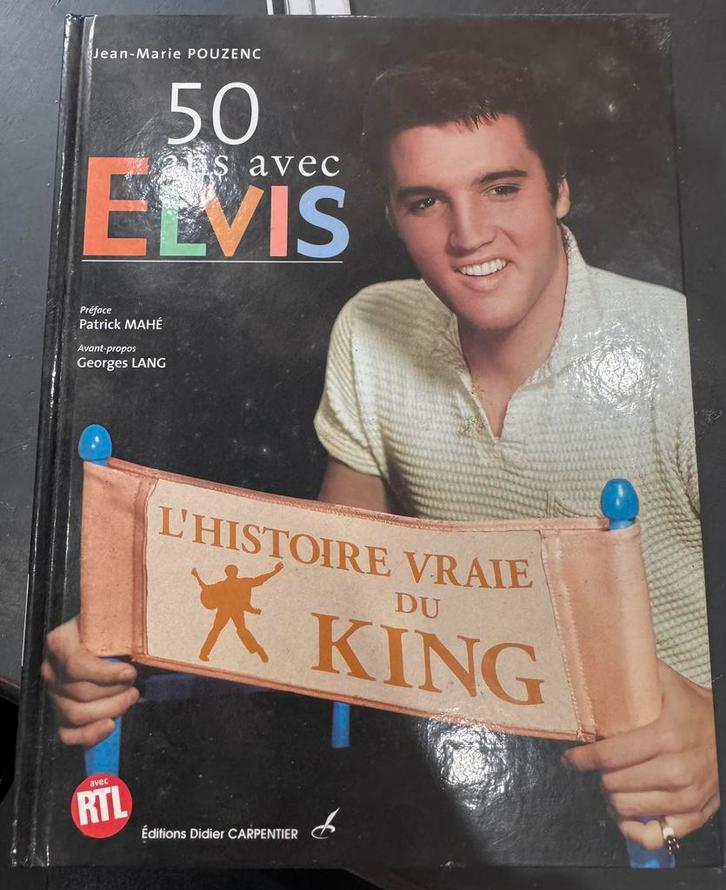 Jean-Marie POUZENC
50
ans avec
ELVIS
Préface
Patrick MAHÉ
Avant-propos
Georges LANG
L'HISTOIRE VRAIE
DU
KING
avec
RTL
Éditions Didier CARPENTIER